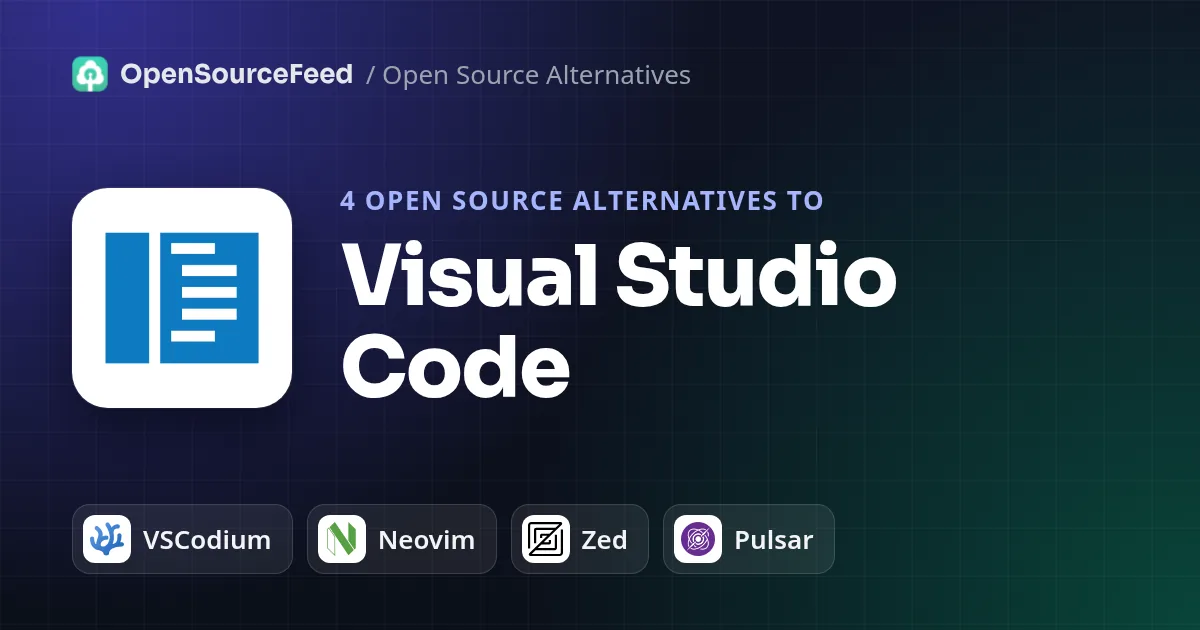 OpenSourceFeed / Open Source Alternatives
4 OPEN SOURCE ALTERNATIVES TO
Visual Studio
Code
VSCodium Neovim Zed Pulsar